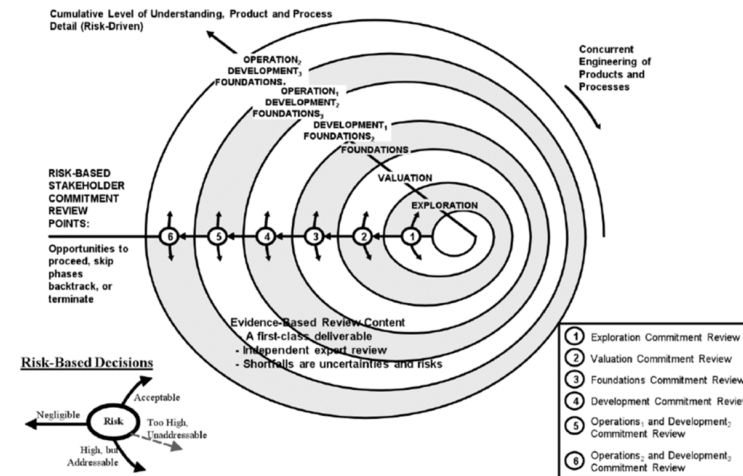 Cumulative Level of Understanding, Product and Process
Detail (Risk-Driven)
Concurrent
Engineering of
Products and
Processes
OPERATION₂
DEVELOPMENT₃
FOUNDATIONS₄
OPERATION₁
DEVELOPMENT₂
FOUNDATIONS₃
DEVELOPMENT₁
FOUNDATIONS₂
FOUNDATIONS
VALUATION
EXPLORATION
RISK-BASED
STAKEHOLDER
COMMITMENT
REVIEW
POINTS:
6 5 4 3 2 1
Opportunities to
proceed, skip
phases
backtrack, or
terminate
Evidence-Based Review Content
A first-class deliverable
- Independent expert review
- Shortfalls are uncertainties and risks
Risk-Based Decisions
Acceptable
Negligible
Risk
Too High,
Unaddressable
High, but
Addressable
1 Exploration Commitment Review
2 Valuation Commitment Review
3 Foundations Commitment Review
4 Development Commitment Review
5 Operations₁ and Development₂
Commitment Review
6 Operations₂ and Development₃
Commitment Review